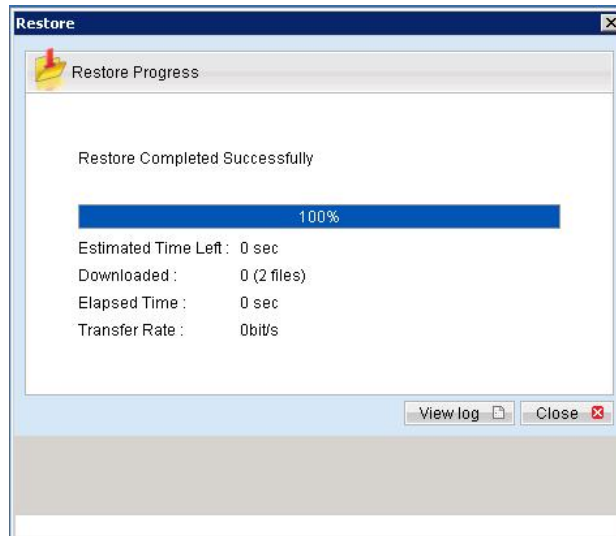 Restore
Restore Progress
Restore Completed Successfully
100%
Estimated Time Left : 0 sec
Downloaded : 0 (2 files)
Elapsed Time : 0 sec
Transfer Rate : 0bit/s
View log Close